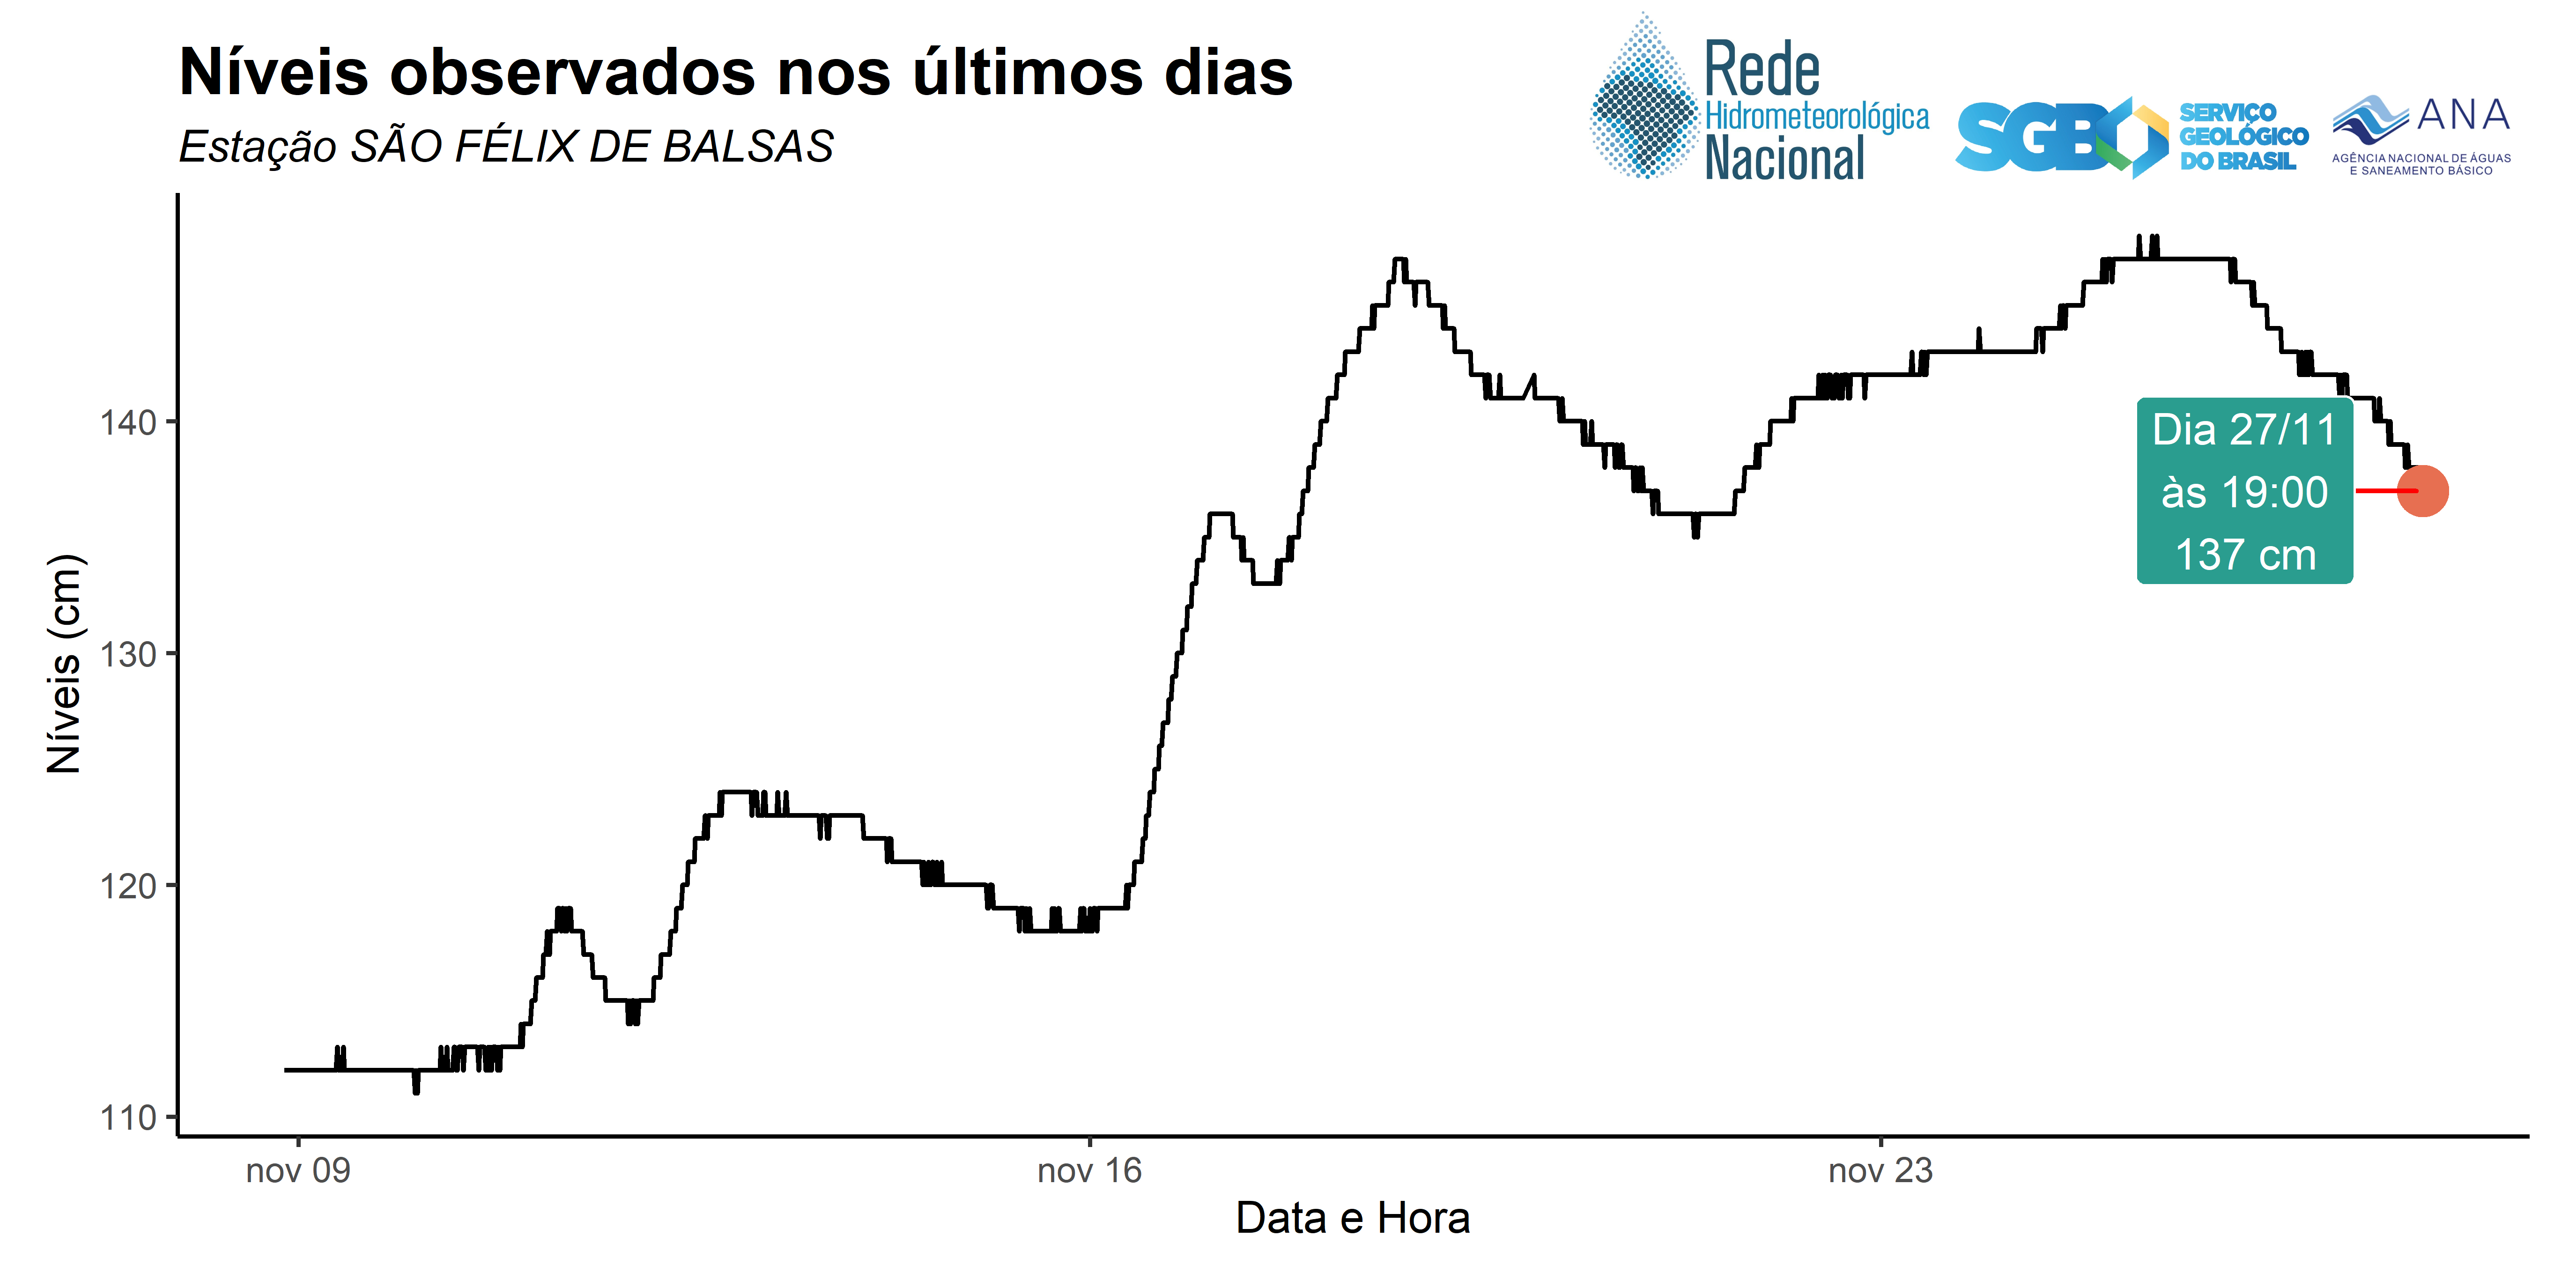 Níveis observados nos últimos dias
Estação SÃO FÉLIX DE BALSAS
Rede
Hidrometeorológica
Nacional
SGB
SERVIÇO
GEOLÓGICO
DO BRASIL
ANA
AGÊNCIA NACIONAL DE ÁGUAS
E SANEAMENTO BÁSICO
Níveis (cm)
140
130
120
110
Dia 27/11
às 19:00
137 cm
nov 09
nov 16
nov 23
Data e Hora